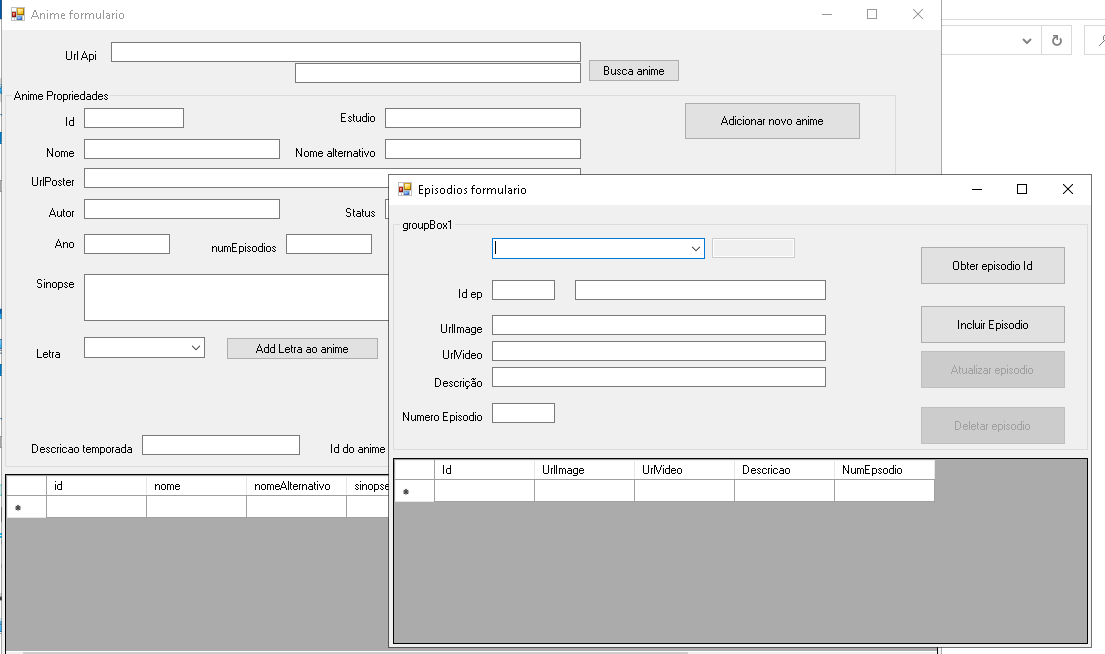 Anime formulario
Url Api
Busca anime
Anime Propriedades
Id
Estudio
Adicionar novo anime
Nome
Nome alternativo
UrlPoster
Autor
Status
Ano
numEpisodios
Sinopse
Letra
Add Letra ao anime
Descricao temporada
Id do anime
id nome nomeAlternativo sinopse
*
Episodios formulario
groupBox1
Obter episodio Id
Id ep
Incluir Episodio
UrlImage
UrlVideo
Atualizar episodio
Descrição
Numero Episodio
Deletar episodio
Id UrlImage UrlVideo Descricao NumEpsodio
*